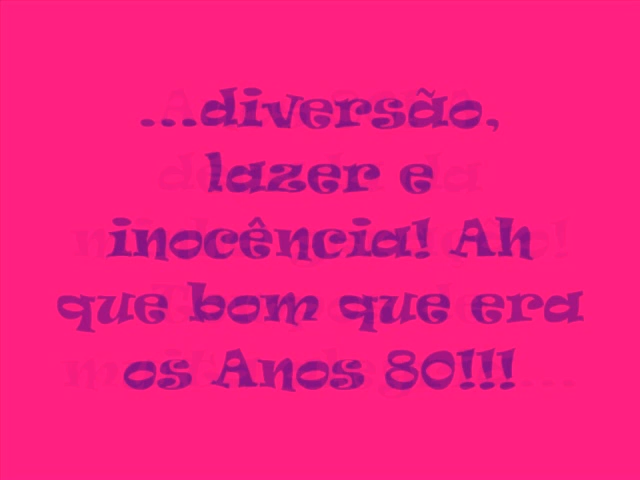 ...diversão,
lazer e
inocência! Ah
que bom que era
os Anos 80!!!